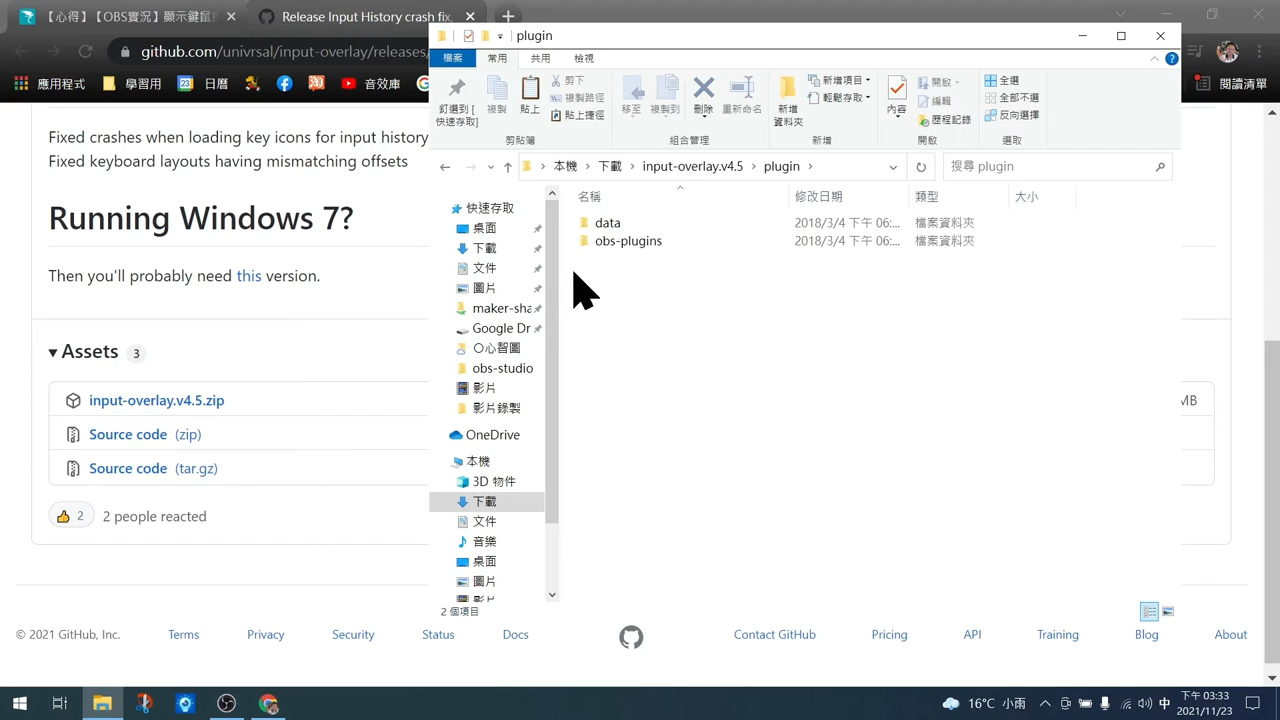 【心得】【OBS實況】顯示鍵鼠
Release Input History
github.com/univrsal/input-overlay/releases/
應用程式
學習
日曆
音效庫
閱讀清單
Fixed crashes when loading key icons for input history
Fixed keyboard layouts having mismatching offsets
Running Windows 7?
Then you'll probably need this version.
Assets 3
input-overlay.v4.5.zip
MB
Source code (zip)
Source code (tar.gz)
2
2 people reacted
© 2021 GitHub, Inc.
Terms
Privacy
Security
Status
Docs
Contact GitHub
Pricing
API
Training
Blog
About
plugin
檔案
常用
共用
檢視
釘選到 [
快速存取]
複製
貼上
剪下
複製路徑
貼上捷徑
剪貼簿
移至
複製到
刪除
重新命名
組合管理
新增
資料夾
新增項目
輕鬆存取
新增
內容
開啟
編輯
歷程記錄
開啟
全選
全部不選
反向選擇
選取
本機
下載
input-overlay.v4.5
plugin
搜尋 plugin
名稱
修改日期
類型
大小
data
2018/3/4 下午 06:...
檔案資料夾
obs-plugins
2018/3/4 下午 06:...
檔案資料夾
快速存取
桌面
下載
文件
圖片
maker-sha
Google Dr
〇心智圖
obs-studio
影片
影片錄製
OneDrive
本機
3D 物件
下載
文件
音樂
桌面
圖片
影片
2 個項目
16°C 小雨
中
下午 03:33
2021/11/23